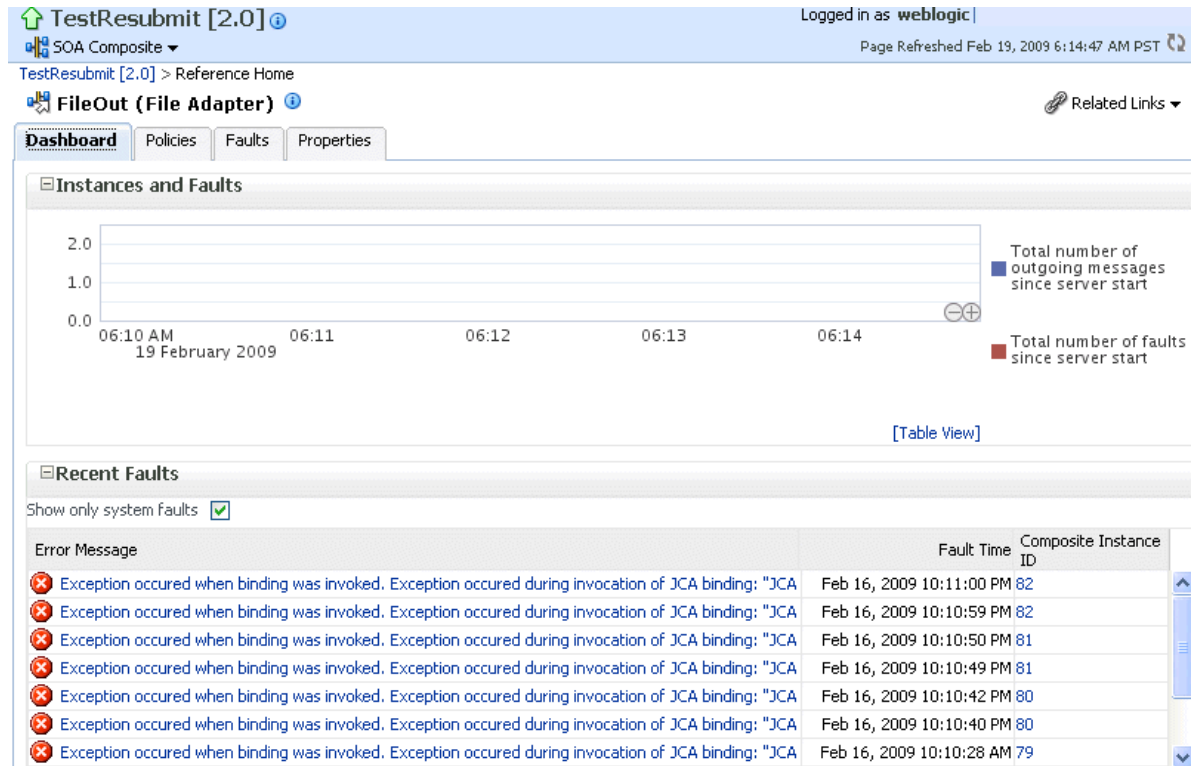 TestResubmit [2.0]
Logged in as weblogic
SOA Composite
Page Refreshed Feb 19, 2009 6:14:47 AM PST
TestResubmit [2.0] > Reference Home
FileOut (File Adapter)
Related Links
Dashboard Policies Faults Properties
Instances and Faults
2.0
1.0
0.0
06:10 AM 06:11 06:12 06:13 06:14
19 February 2009
Total number of
outgoing messages
since server start
Total number of faults
since server start
[Table View]
Recent Faults
Show only system faults
Error Message Fault Time Composite Instance
ID
Exception occured when binding was invoked. Exception occured during invocation of JCA binding: "JCA Feb 16, 2009 10:11:00 PM 82
Exception occured when binding was invoked. Exception occured during invocation of JCA binding: "JCA Feb 16, 2009 10:10:59 PM 82
Exception occured when binding was invoked. Exception occured during invocation of JCA binding: "JCA Feb 16, 2009 10:10:50 PM 81
Exception occured when binding was invoked. Exception occured during invocation of JCA binding: "JCA Feb 16, 2009 10:10:49 PM 81
Exception occured when binding was invoked. Exception occured during invocation of JCA binding: "JCA Feb 16, 2009 10:10:42 PM 80
Exception occured when binding was invoked. Exception occured during invocation of JCA binding: "JCA Feb 16, 2009 10:10:40 PM 80
Exception occured when binding was invoked. Exception occured during invocation of JCA binding: "JCA Feb 16, 2009 10:10:28 AM 79